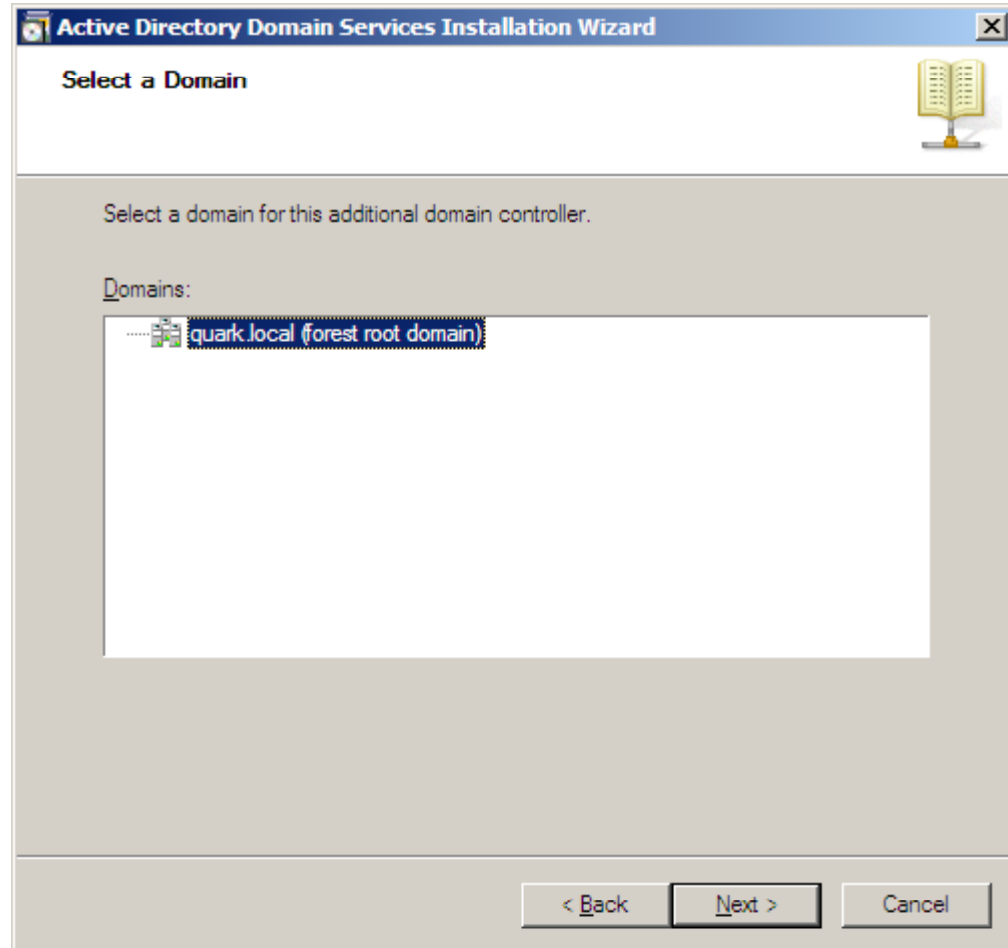 Active Directory Domain Services Installation Wizard
Select a Domain
Select a domain for this additional domain controller.
Domains:
quark.local (forest root domain)
< Back
Next >
Cancel